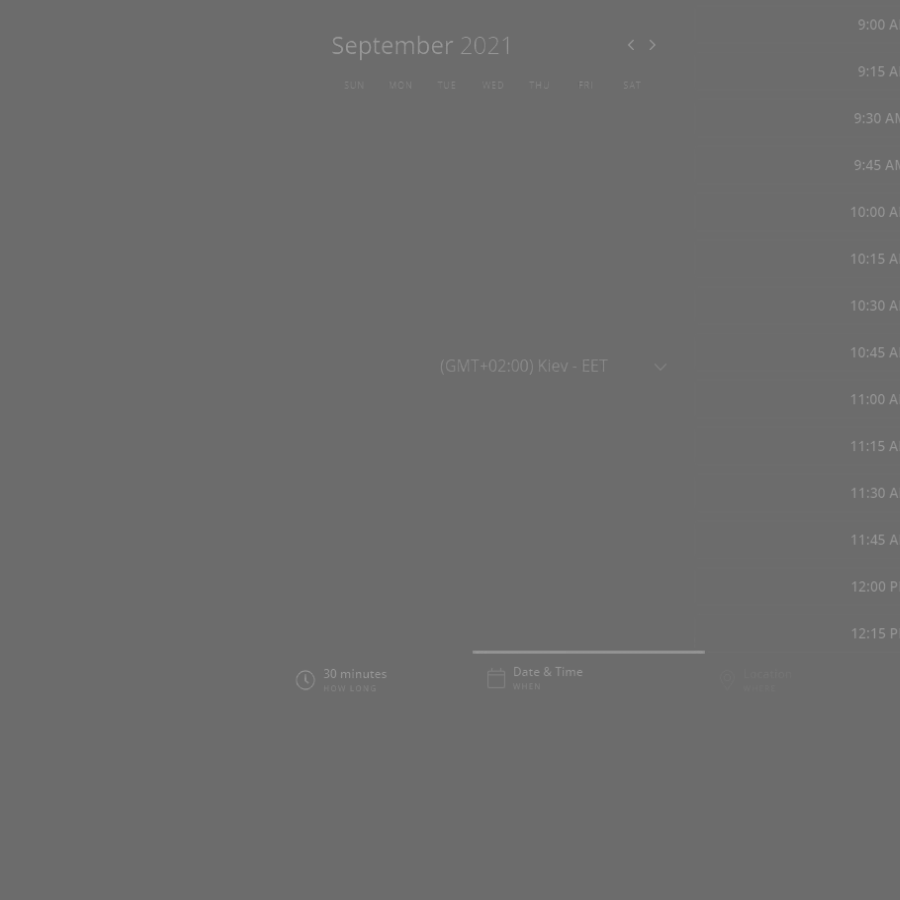 September 2021
SUN MON TUE WED THU FRI SAT
(GMT+02:00) Kiev - EET
9:00 A
9:15 A
9:30 AM
9:45 AM
10:00 A
10:15 A
10:30 A
10:45 A
11:00 A
11:15 A
11:30 A
11:45 A
12:00 P
12:15 P
30 minutes
HOW LONG
Date & Time
WHEN
Location
WHERE